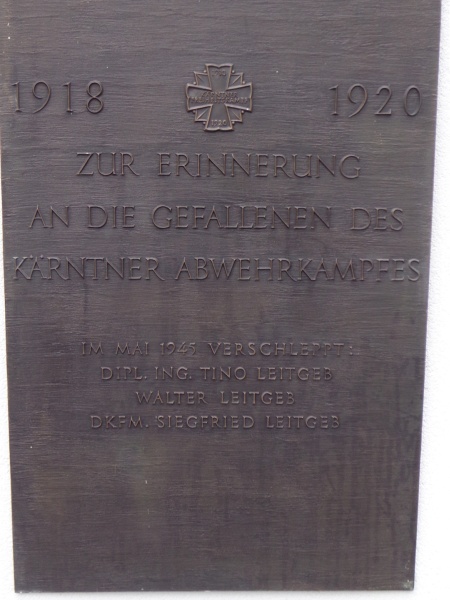 1918 1920
ZUR ERINNERUNG
AN DIE GEFALLENEN DES
KÄRNTNER ABWEHRKAMPFES
IM MAI 1945 VERSCHLEPPT:
DIPL. ING. TINO LEITGEB
WALTER LEITGEB
DKFM. SIEGFRIED LEITGEB